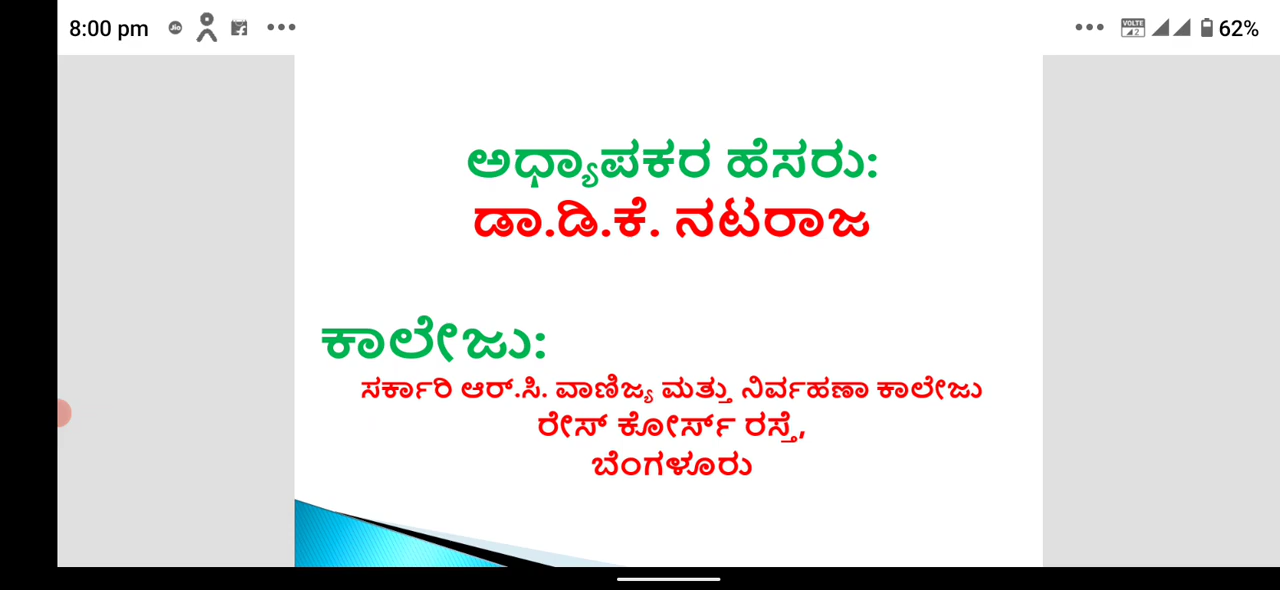 8:00 pm
62%
ಅಧ್ಯಾಪಕರ ಹೆಸರು:
ಡಾ.ಡಿ.ಕೆ. ನಟರಾಜ
ಕಾಲೇಜು:
ಸರ್ಕಾರಿ ಆರ್.ಸಿ. ವಾಣಿಜ್ಯ ಮತ್ತು ನಿರ್ವಹಣಾ ಕಾಲೇಜು
ರೇಸ್ ಕೋರ್ಸ್ ರಸ್ತೆ,
ಬೆಂಗಳೂರು